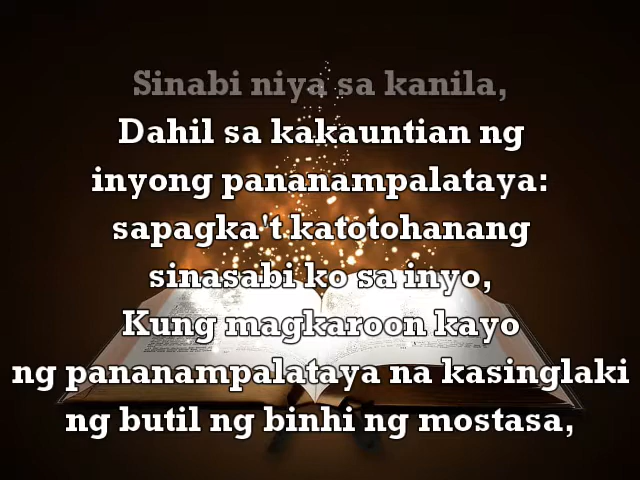 Sinabi niya sa kanila,
Dahil sa kakauntian ng
inyong pananampalataya:
sapagka't katotohanang
sinasabi ko sa inyo,
Kung magkaroon kayo
ng pananampalataya na kasinglaki
ng butil ng binhi ng mostasa,